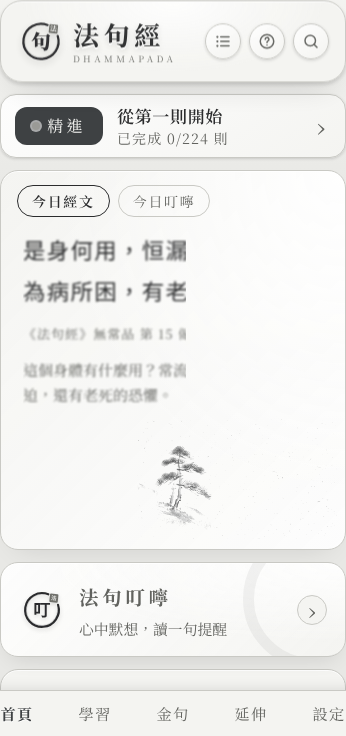 句 法句經
DHAMMAPADA
精進
從第一則開始
已完成 0/224 則
今日經文 今日叮嚀
是身何用，恒漏
為病所困，有老
《法句經》無常品 第 15
這個身體有什麼用？常流
迫，還有老死的恐懼。
叮 法句叮嚀
心中默想，讀一句提醒
首頁 學習 金句 延伸 設定